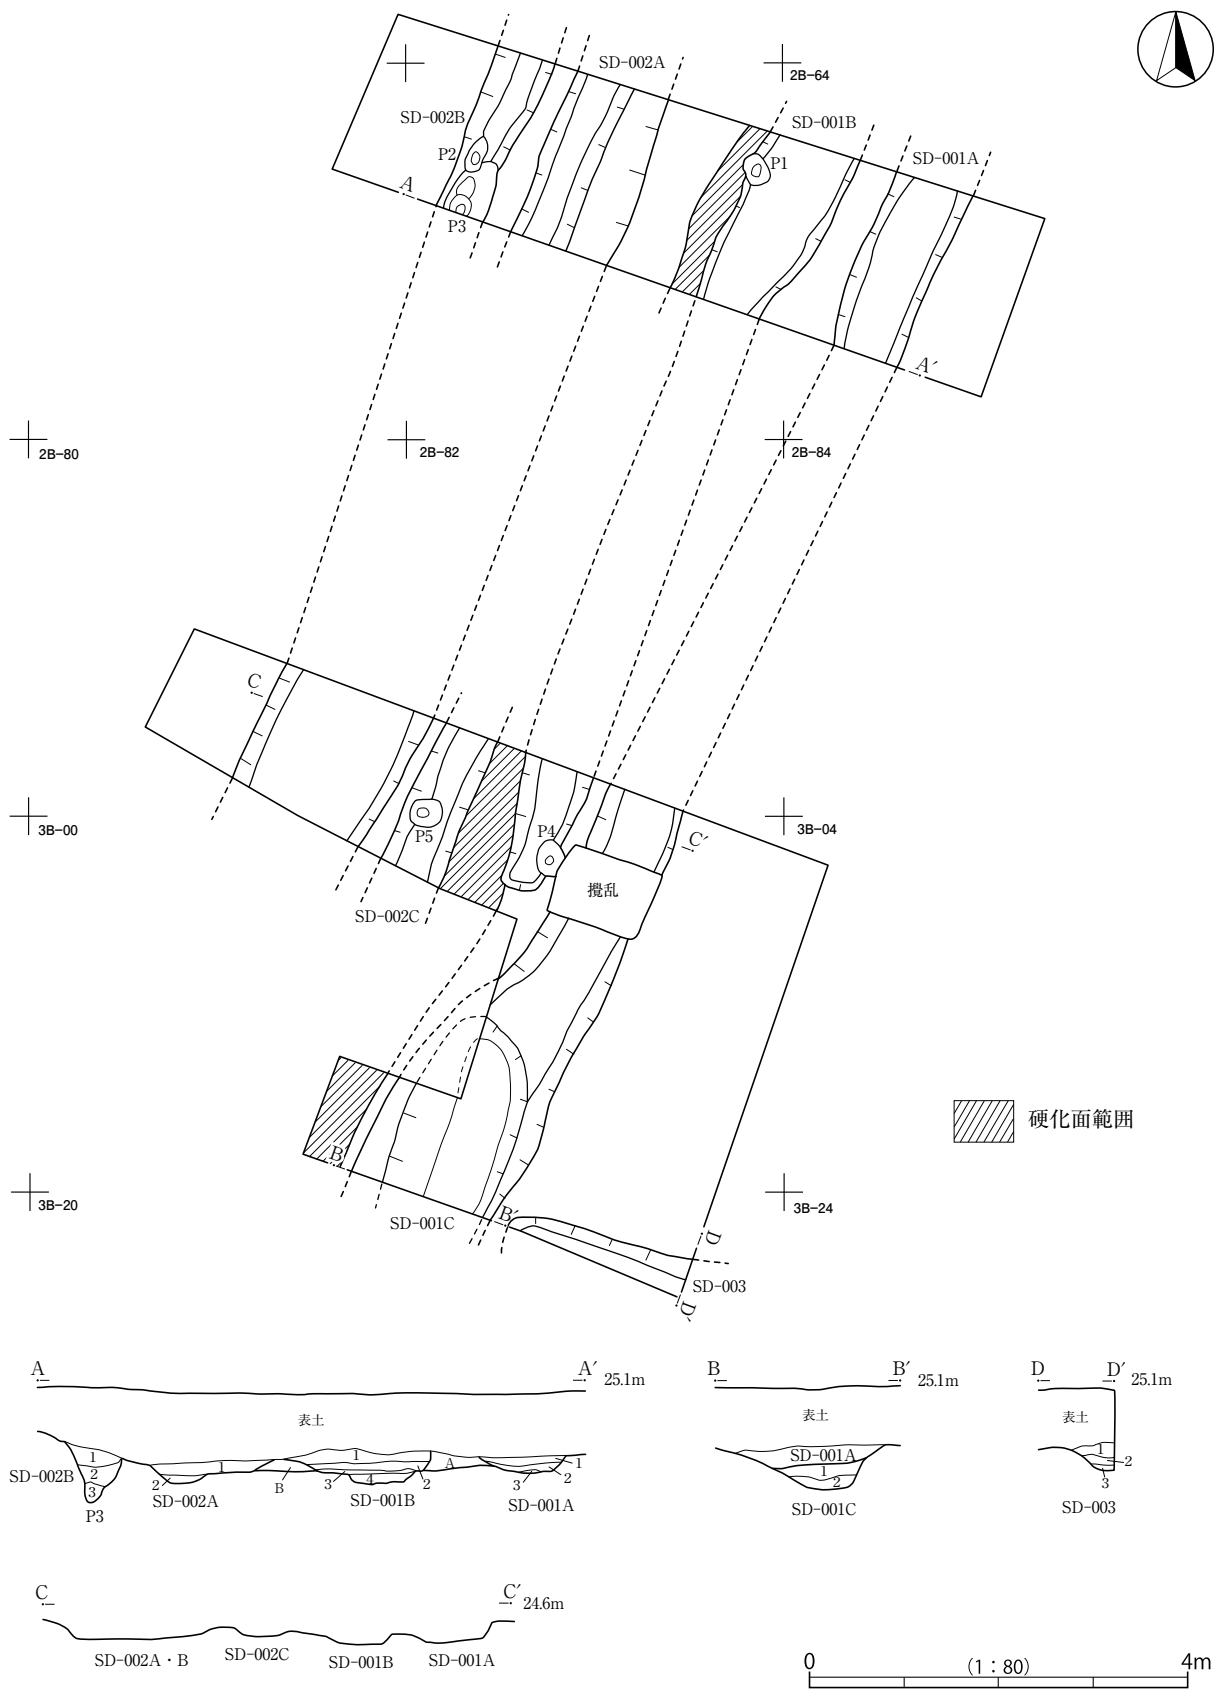 SD-002A
2B-64
SD-002B
SD-001B
P2
P1
SD-001A
A
P3
A′
2B-80
2B-82
2B-84
C
3B-00
P5
P4
3B-04
C′
攪乱
SD-002C
硬化面範囲
B
3B-20
3B-24
SD-001C
B′
D
SD-003
D′
A
A′ 25.1m
表土
1
2
3
SD-002B
P3
2
1
SD-002A
B
1
3
4
2
SD-001B
A
1
2
3
SD-001A
B
B′ 25.1m
表土
SD-001A
1
2
SD-001C
D
D′ 25.1m
表土
1
2
3
SD-003
C
C′ 24.6m
SD-002A・B
SD-002C
SD-001B
SD-001A
0
(1：80)
4m